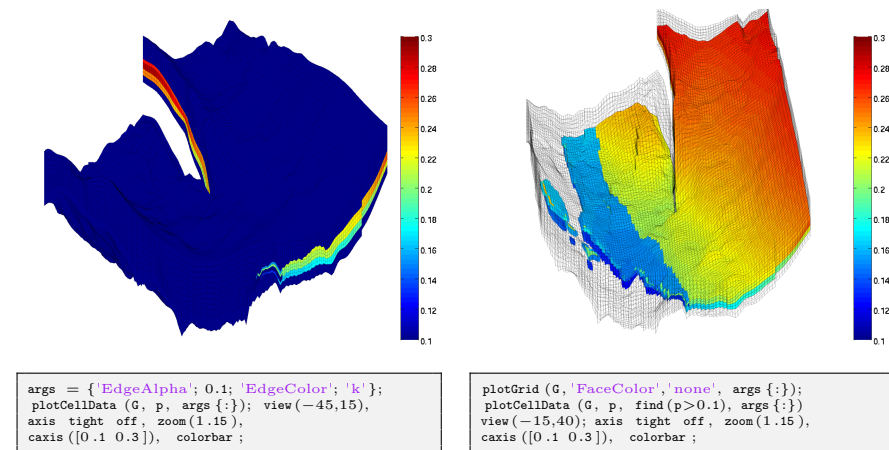 0.3
0.28
0.26
0.24
0.22
0.2
0.18
0.16
0.14
0.12
0.1
0.3
0.28
0.26
0.24
0.22
0.2
0.18
0.16
0.14
0.12
0.1
args = {'EdgeAlpha'; 0.1; 'EdgeColor'; 'k'};
plotCellData (G, p, args {:}); view(−45,15),
axis tight off, zoom(1.15),
caxis ([0.1 0.3]), colorbar ;
plotGrid (G,'FaceColor','none', args {:});
plotCellData (G, p, find(p>0.1), args {:})
view(−15,40); axis tight off, zoom(1.15),
caxis ([0.1 0.3]), colorbar ;